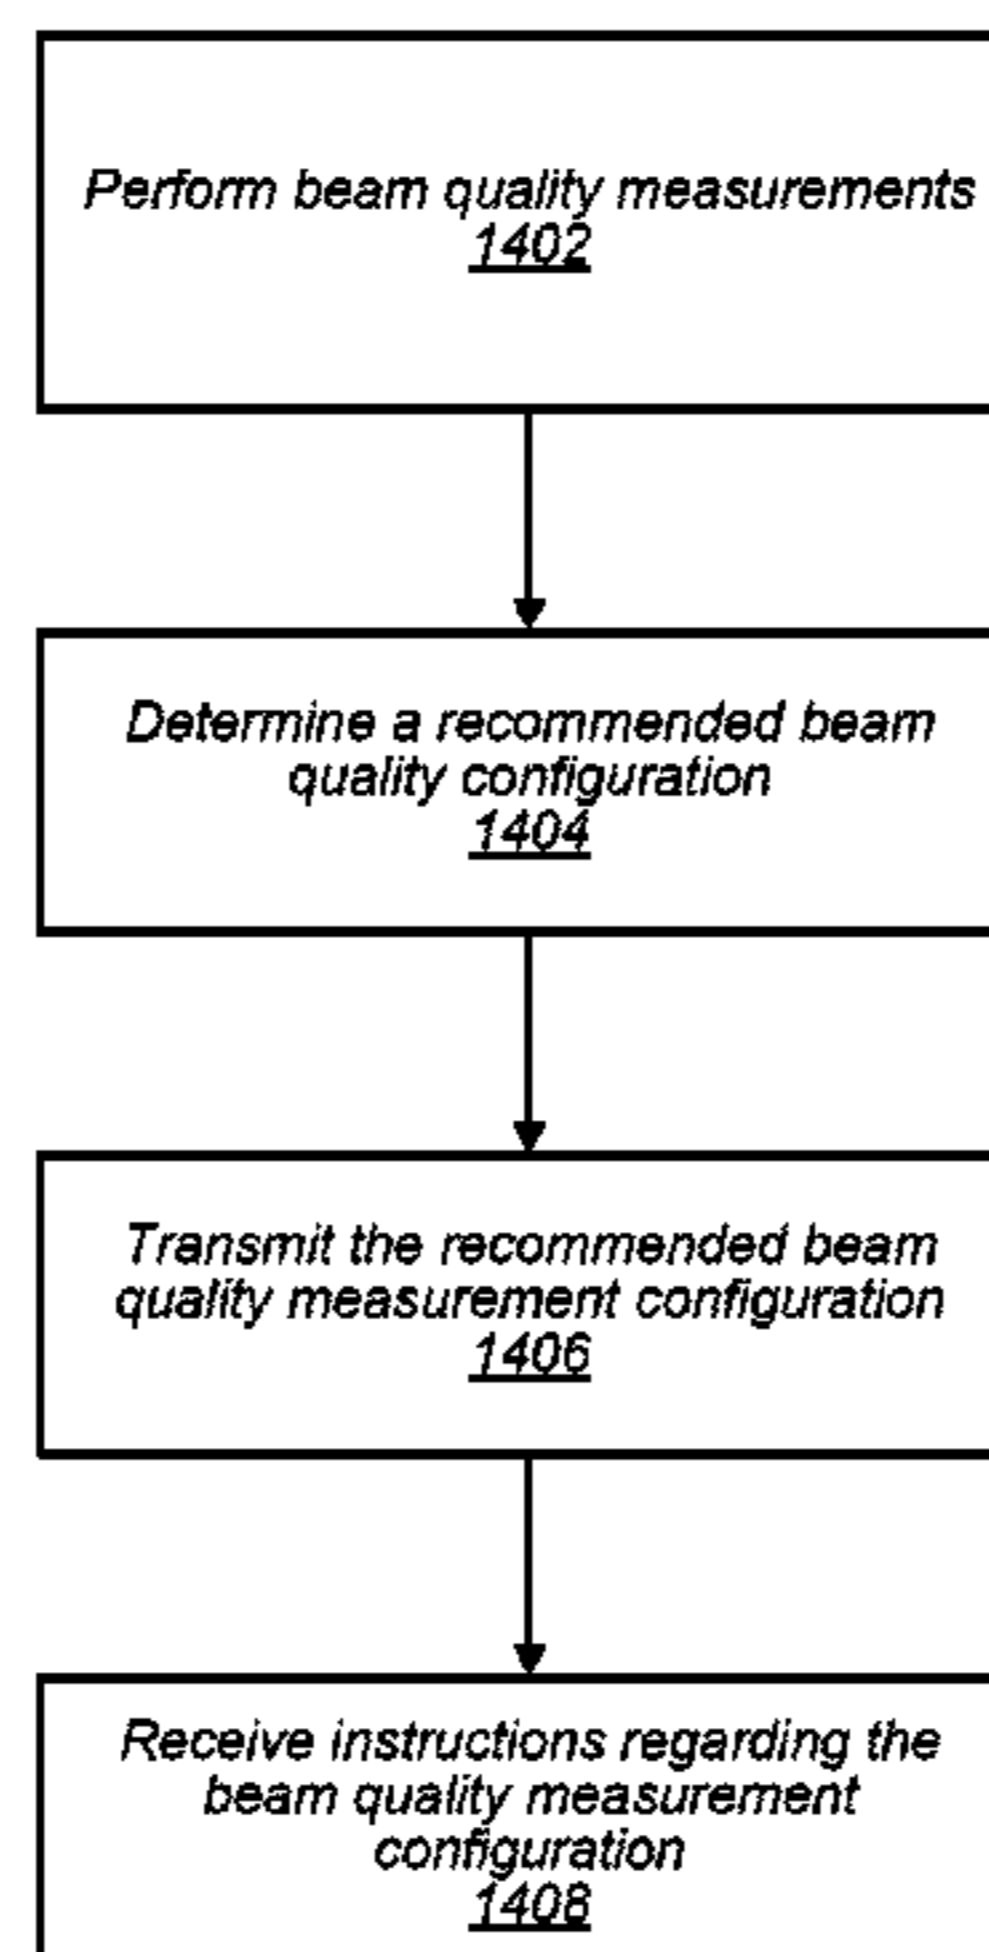 Perform beam quality measurements
1402
Determine a recommended beam
quality configuration
1404
Transmit the recommended beam
quality measurement configuration
1406
Receive instructions regarding the
beam quality measurement
configuration
1408